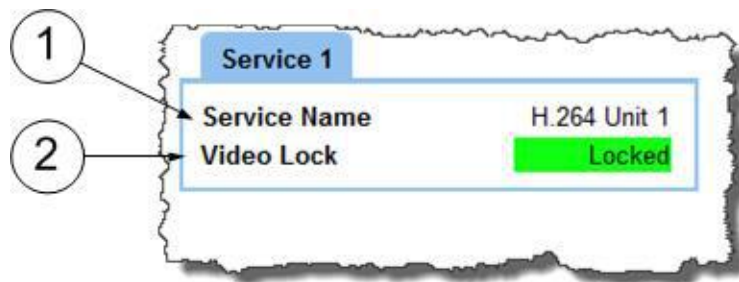 1
Service 1
Service Name H.264 Unit 1
2
Video Lock Locked